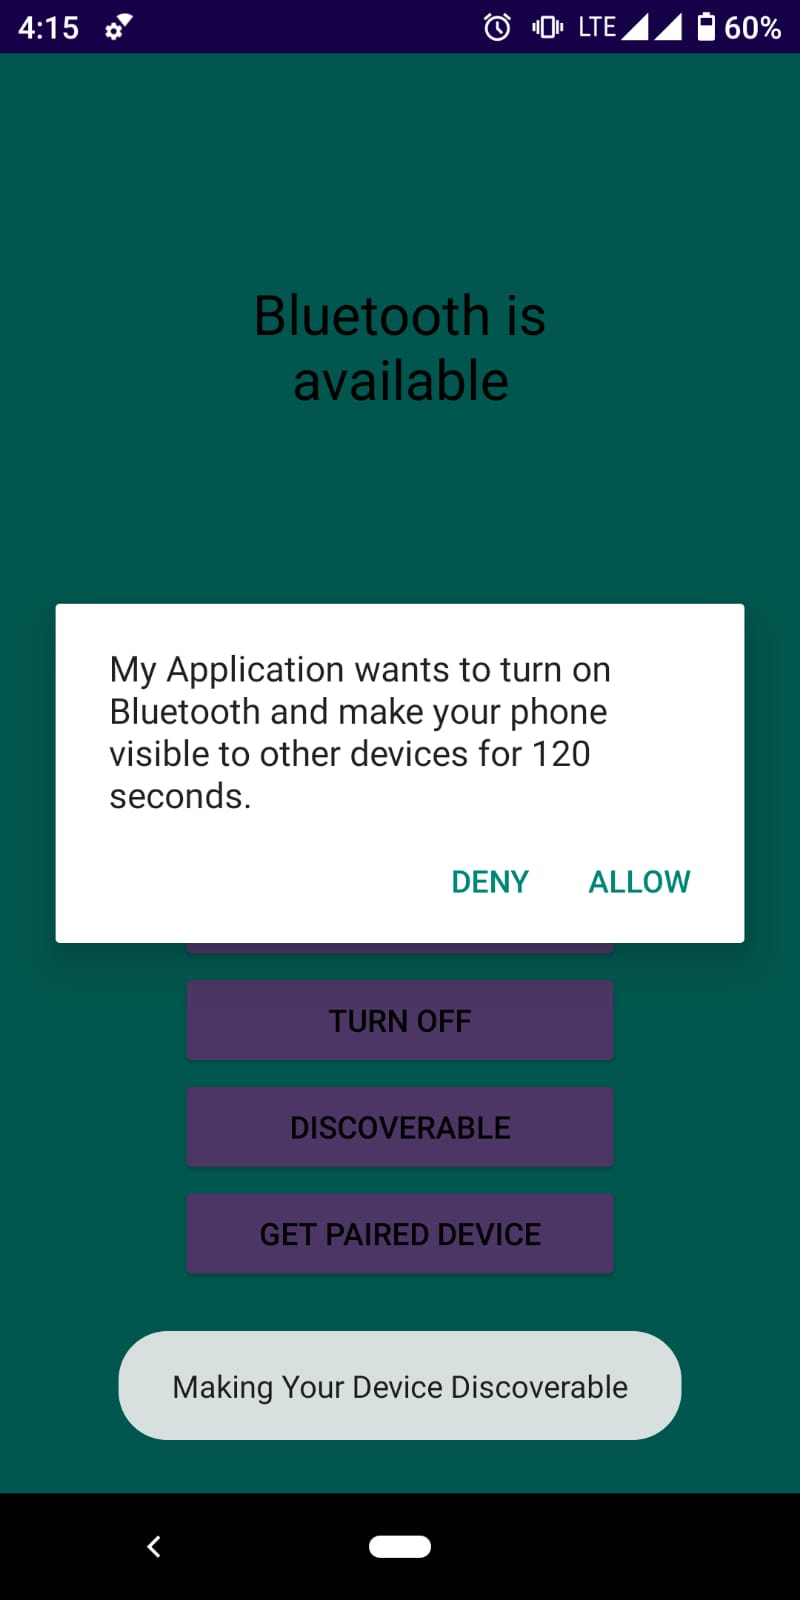 4:15 LTE 60%
Bluetooth is
available
My Application wants to turn on
Bluetooth and make your phone
visible to other devices for 120
seconds.
DENY ALLOW
TURN OFF
DISCOVERABLE
GET PAIRED DEVICE
Making Your Device Discoverable